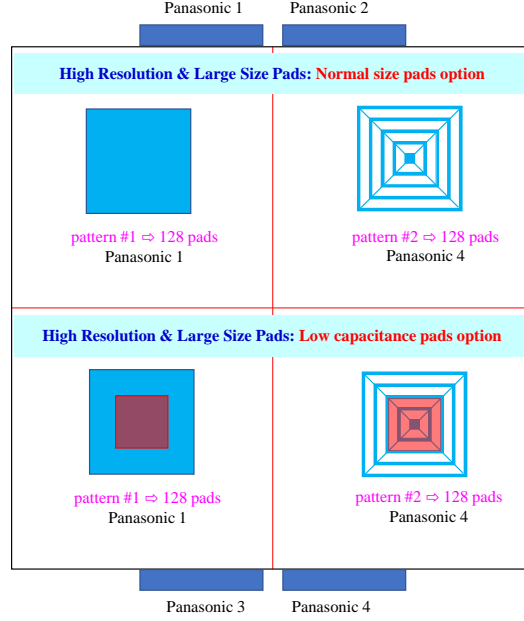 Panasonic 1 Panasonic 2
High Resolution & Large Size Pads: Normal size pads option
pattern #1 ⇨ 128 pads
Panasonic 1
pattern #2 ⇨ 128 pads
Panasonic 4
High Resolution & Large Size Pads: Low capacitance pads option
pattern #1 ⇨ 128 pads
Panasonic 1
pattern #2 ⇨ 128 pads
Panasonic 4
Panasonic 3 Panasonic 4